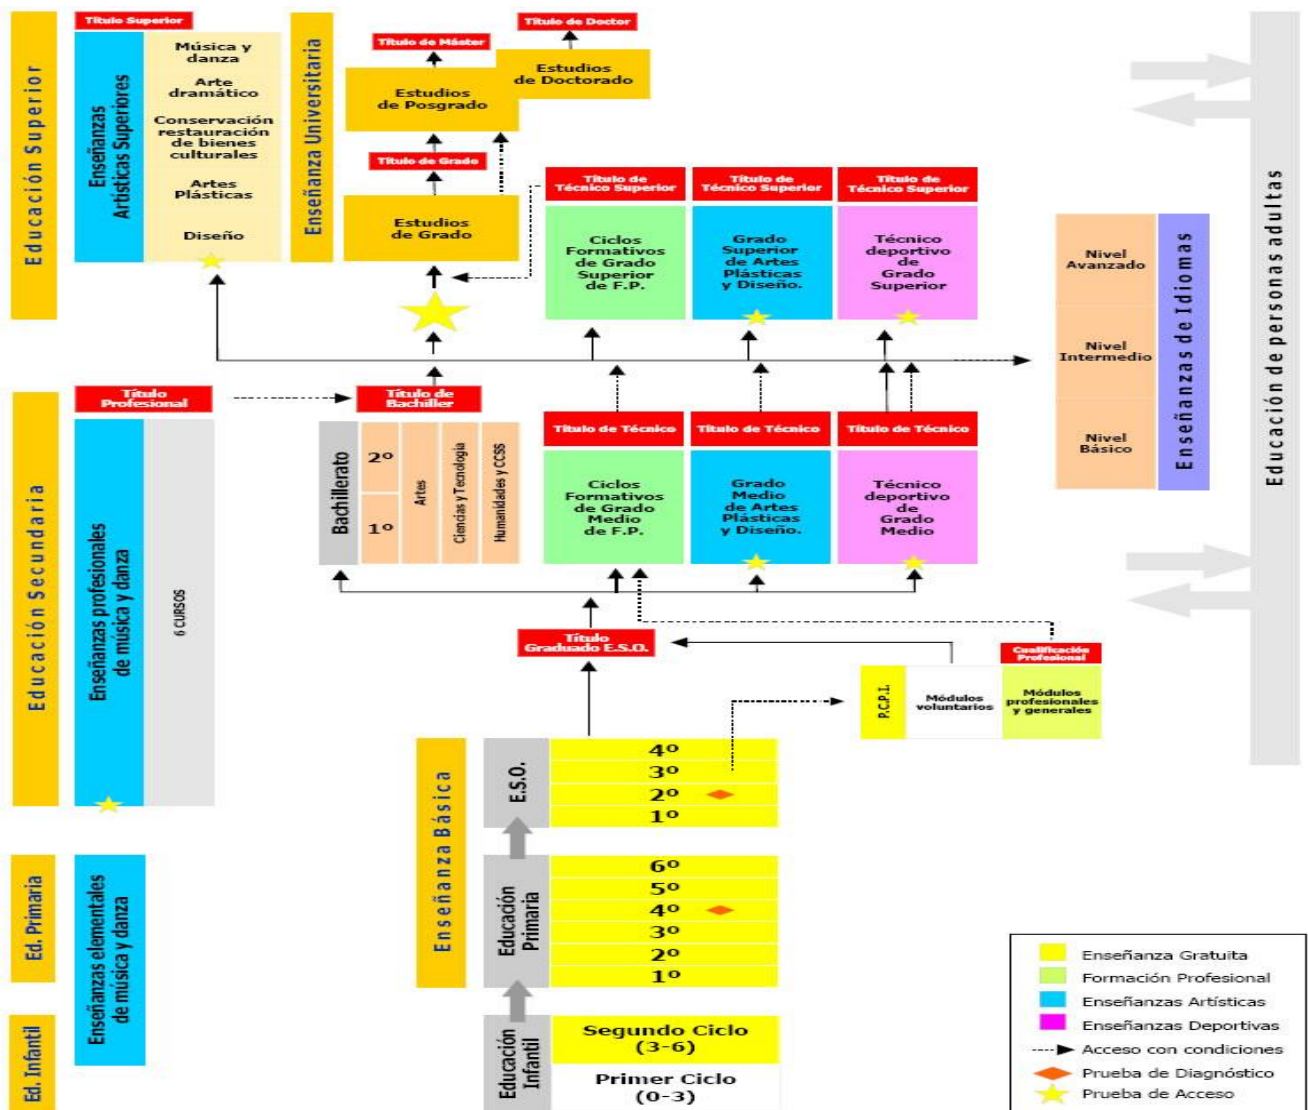 Educación Superior
Título Superior
Enseñanzas
Artísticas Superiores
Música y
danza
Arte
dramático
Conservación
restauración
de bienes
culturales
Artes
Plásticas
Diseño
Enseñanza Universitaria
Título de Máster
Título de Doctor
Estudios
de Posgrado
Estudios
de Doctorado
Título de Grado
Estudios
de Grado
Título de
Técnico Superior
Ciclos
Formativos
de Grado
Superior
de F.P.
Título de
Técnico Superior
Grado
Superior
de Artes
Plásticas
y Diseño.
Título de
Técnico Superior
Técnico
deportivo
de
Grado
Superior
Nivel
Avanzado
Nivel
Intermedio
Nivel
Básico
Enseñanzas de Idiomas
Educación de personas adultas
Educación Secundaria
Título
Profesional
Enseñanzas profesionales
de música y danza
6 CURSOS
Título de
Bachiller
Bachillerato
2º
1º
Artes
Ciencias y Tecnología
Humanidades y CCSS
Título de Técnico
Ciclos
Formativos
de Grado
Medio
de F.P.
Título de Técnico
Grado
Medio
de Artes
Plásticas
y Diseño.
Título de Técnico
Técnico
deportivo
de
Grado
Medio
Título
Graduado E.S.O.
Cualificación
Profesional
P.C.P.I.
Módulos
voluntarios
Módulos
profesionales
y generales
Enseñanza Básica
E.S.O.
4º
3º
2º
1º
Ed. Primaria
Enseñanzas elementales
de música y danza
Educación
Primaria
6º
5º
4º
3º
2º
1º
Ed. Infantil
Educación
Infantil
Segundo Ciclo
(3-6)
Primer Ciclo
(0-3)
Enseñanza Gratuita
Formación Profesional
Enseñanzas Artísticas
Enseñanzas Deportivas
Acceso con condiciones
Prueba de Diagnóstico
Prueba de Acceso